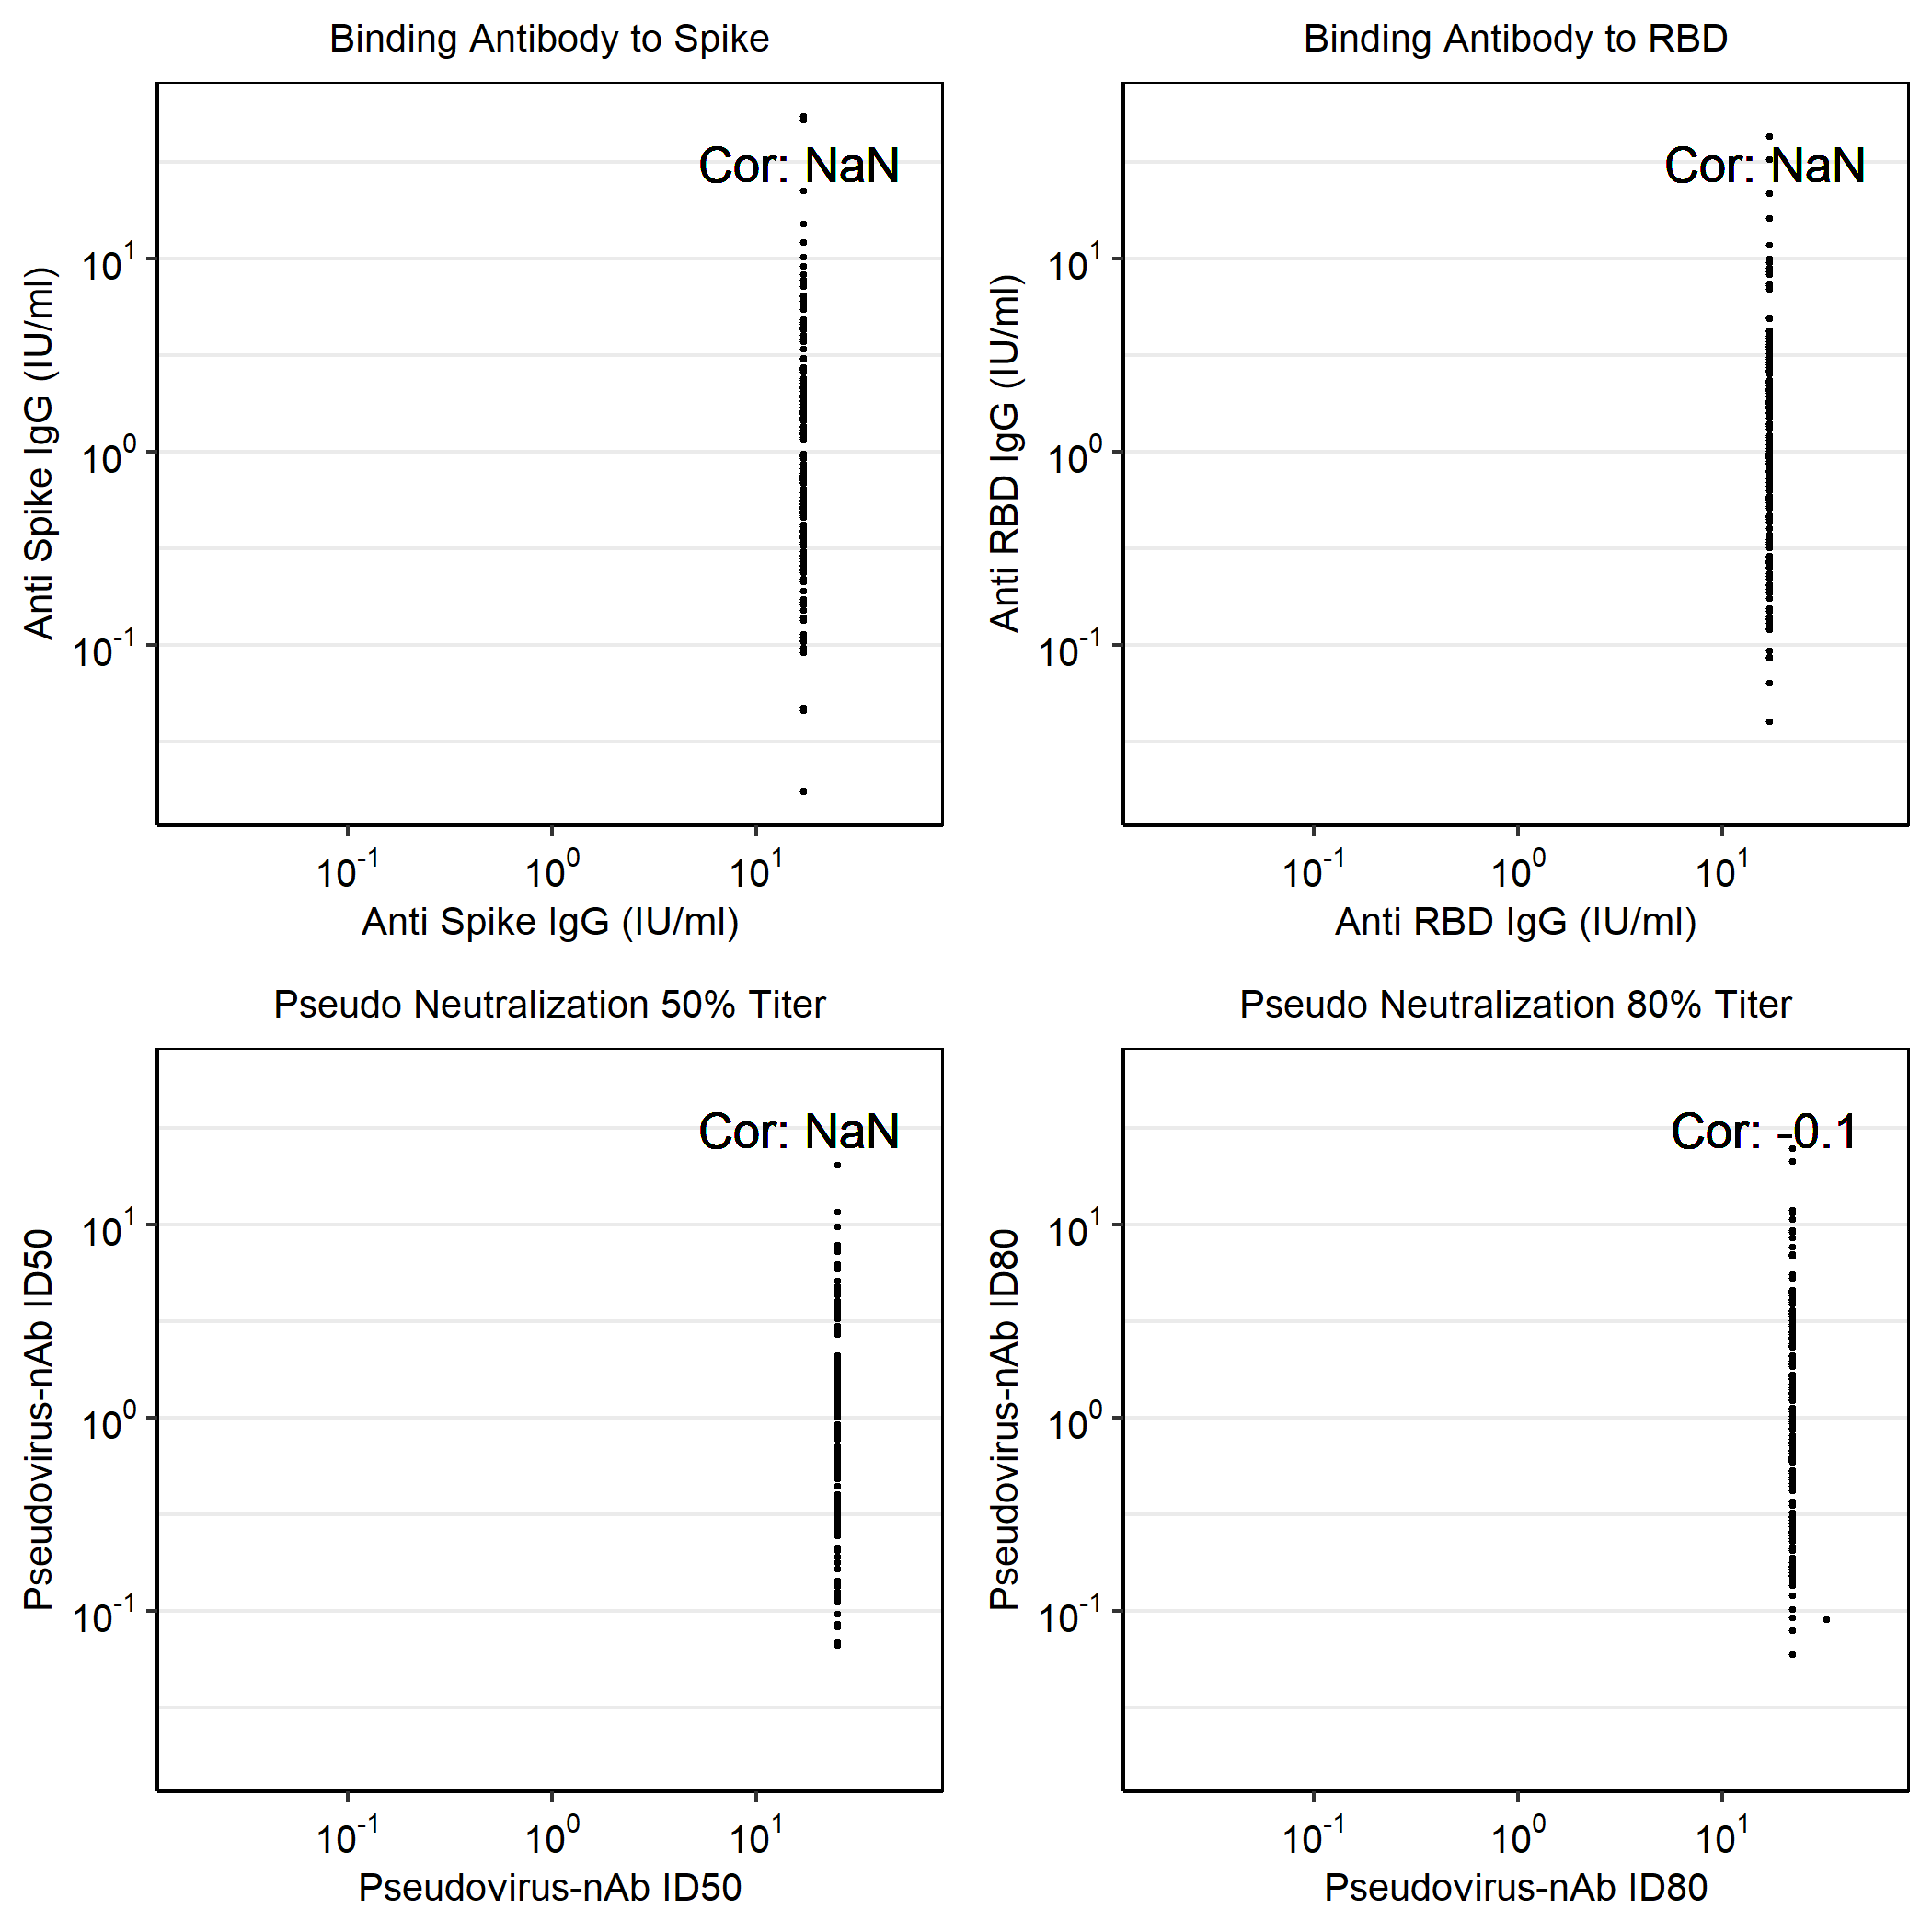 Binding Antibody to Spike
Cor: NaN
10^1
10^0
10^-1
Anti Spike IgG (IU/ml)
10^-1 10^0 10^1
Anti Spike IgG (IU/ml)
Binding Antibody to RBD
Cor: NaN
10^1
10^0
10^-1
Anti RBD IgG (IU/ml)
10^-1 10^0 10^1
Anti RBD IgG (IU/ml)
Pseudo Neutralization 50% Titer
Cor: NaN
10^1
10^0
10^-1
Pseudovirus-nAb ID50
10^-1 10^0 10^1
Pseudovirus-nAb ID50
Pseudo Neutralization 80% Titer
Cor: -0.1
10^1
10^0
10^-1
Pseudovirus-nAb ID80
10^-1 10^0 10^1
Pseudovirus-nAb ID80